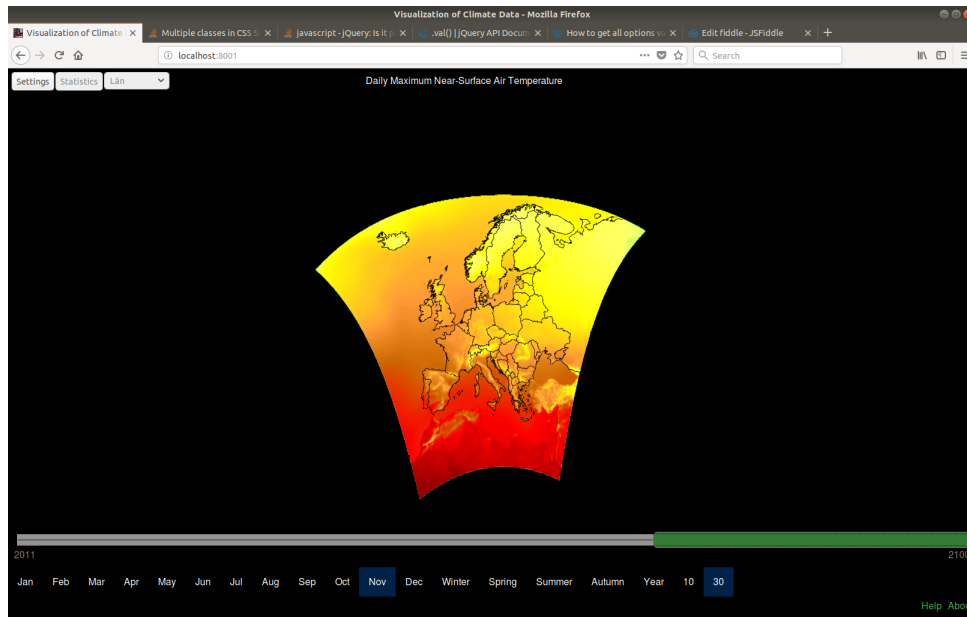 Visualization of Climate Data - Mozilla Firefox
Visualization of Climate
Multiple classes in CSS S
javascript - jQuery: Is it p
.val() | jQuery API Docum
How to get all options va
Edit fiddle - JSFiddle
localhost:8001
Search
Settings Statistics Län
Daily Maximum Near-Surface Air Temperature
2011 2100
Jan Feb Mar Apr May Jun Jul Aug Sep Oct Nov Dec Winter Spring Summer Autumn Year 10 30
Help Abou